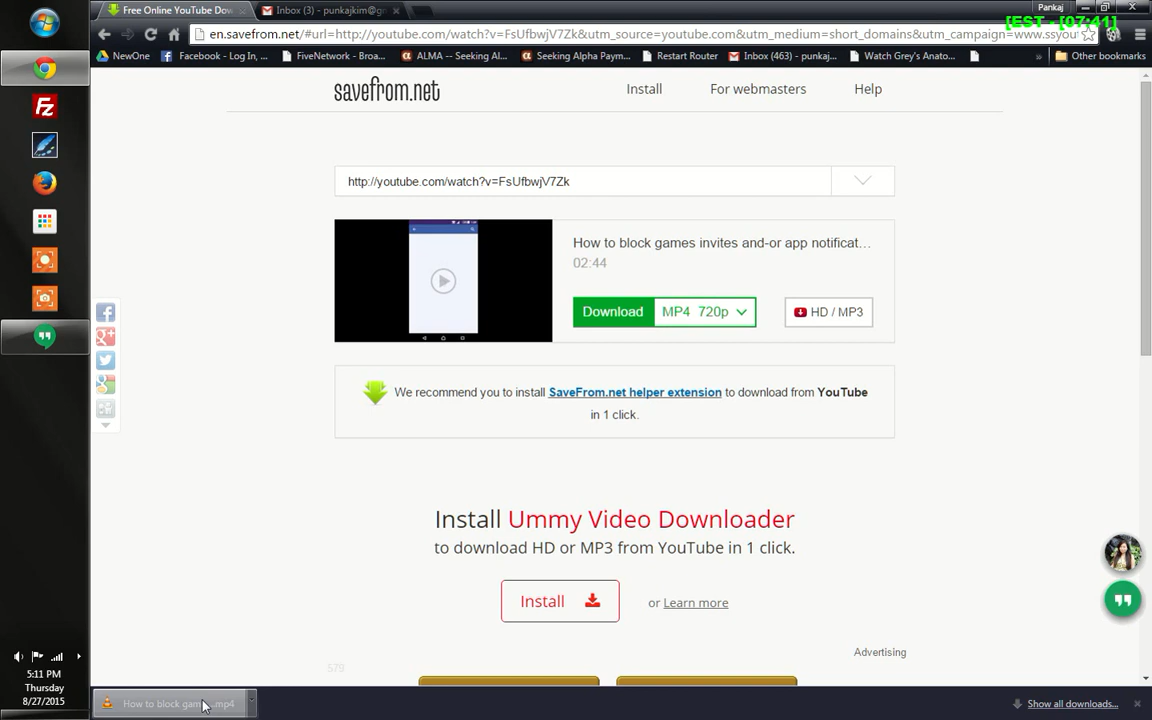 Free Online YouTube Dow
Inbox (3) - punkajkim@g
Pankaj
[EST - [07:41]
en.savefrom.net/#url=http://youtube.com/watch?v=FsUfbwjV7Zk&utm_source=youtube.com&utm_medium=short_domains&utm_campaign=www.ssyou
NewOne
Facebook - Log In, ...
FiveNetwork - Broa...
ALMA -- Seeking Al...
Seeking Alpha Paym...
Restart Router
Inbox (463) - punkaj...
Watch Grey's Anato...
»
Other bookmarks
savefrom.net
Install
For webmasters
Help
http://youtube.com/watch?v=FsUfbwjV7Zk
How to block games invites and-or app notificat...
02:44
Download
MP4 720p
HD / MP3
We recommend you to install SaveFrom.net helper extension to download from YouTube
in 1 click.
Install Ummy Video Downloader
to download HD or MP3 from YouTube in 1 click.
Install
or Learn more
Advertising
579
5:11 PM
Thursday
8/27/2015
How to block gam....mp4
Show all downloads...